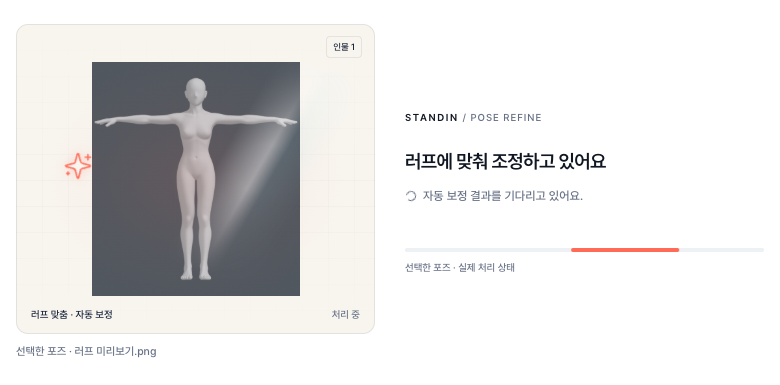 인물 1
러프 맞춤 · 자동 보정
처리 중
선택한 포즈 · 러프 미리보기.png
STANDIN / POSE REFINE
러프에 맞춰 조정하고 있어요
자동 보정 결과를 기다리고 있어요.
선택한 포즈 · 실제 처리 상태